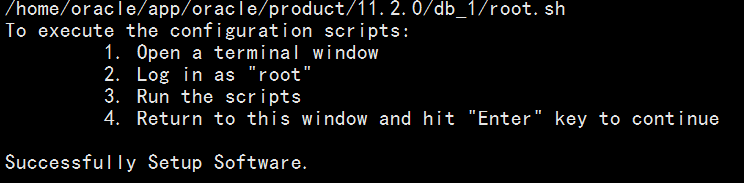 /home/oracle/app/oracle/product/11.2.0/db_1/root.sh
To execute the configuration scripts:
1. Open a terminal window
2. Log in as "root"
3. Run the scripts
4. Return to this window and hit "Enter" key to continue
Successfully Setup Software.